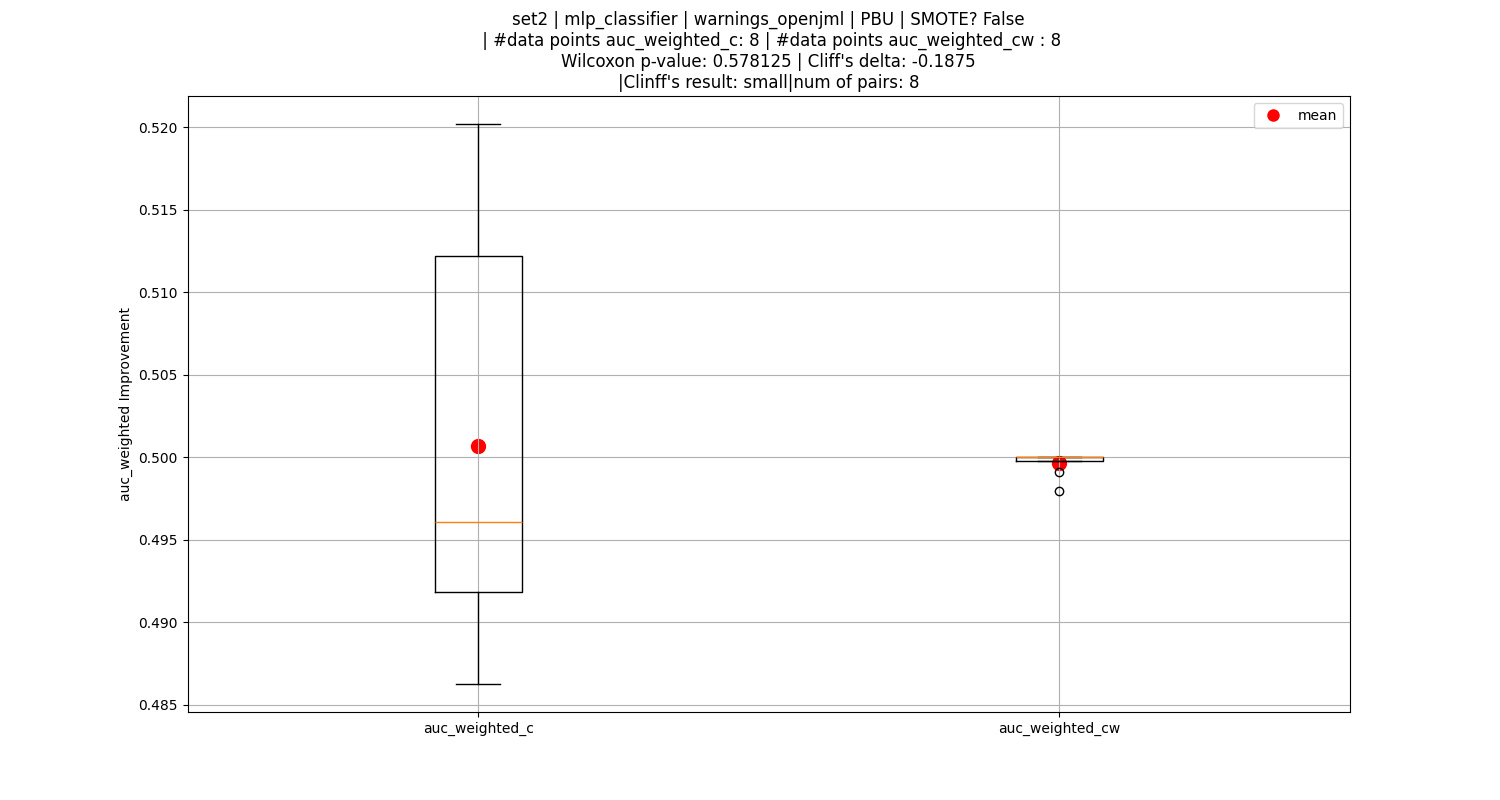 set2 | mlp_classifier | warnings_openjml | PBU | SMOTE? False
| #data points auc_weighted_c: 8 | #data points auc_weighted_cw : 8
Wilcoxon p-value: 0.578125 | Cliff's delta: -0.1875
|Clinff's result: small|num of pairs: 8
mean
0.520
0.515
0.510
0.505
0.500
0.495
0.490
0.485
auc_weighted Improvement
auc_weighted_c
auc_weighted_cw